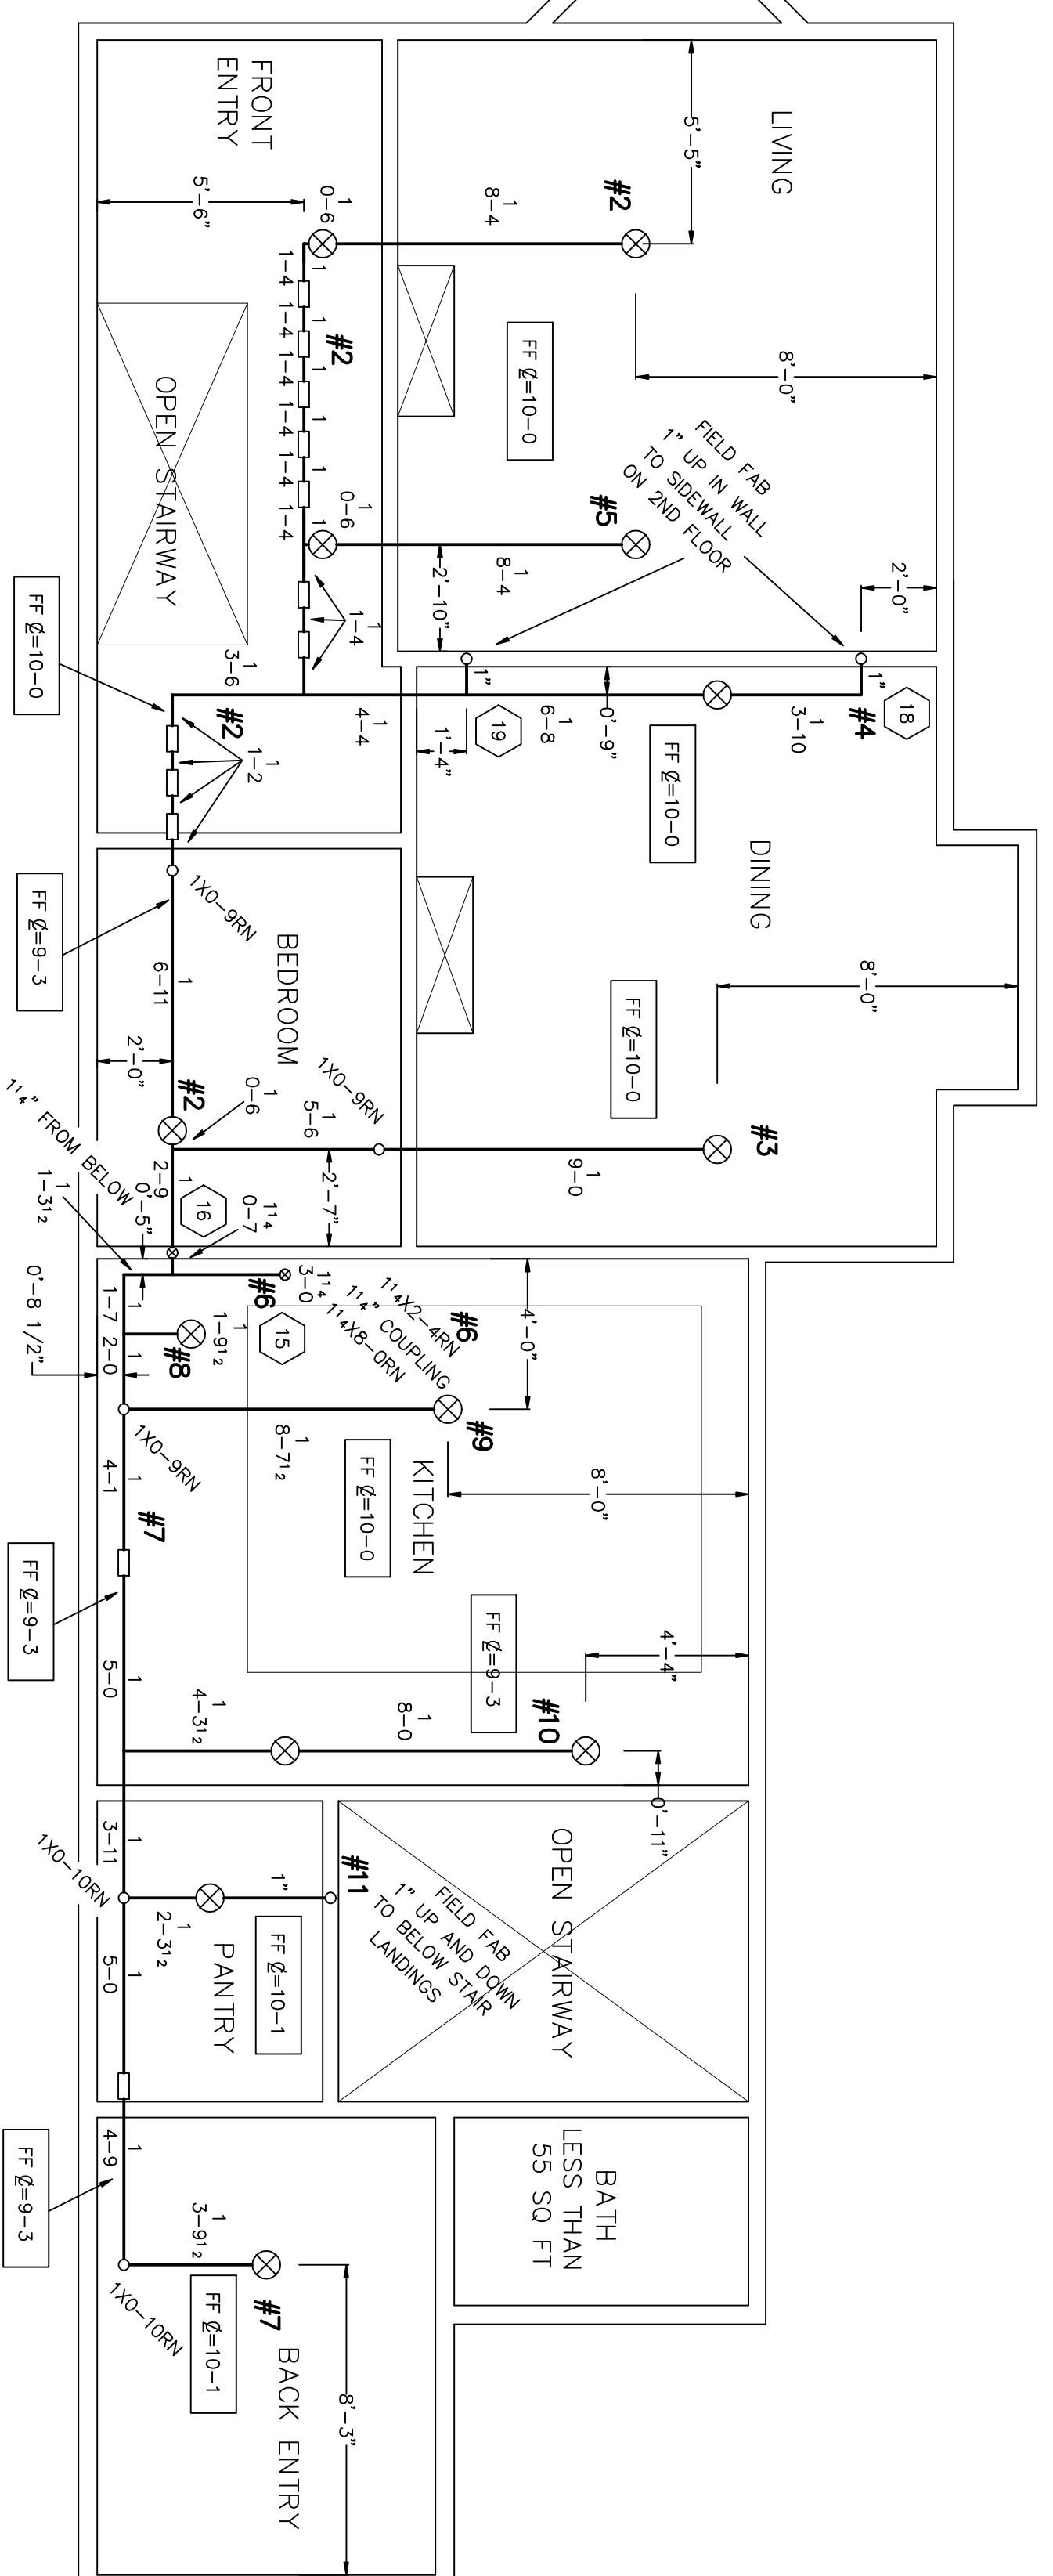 LIVING
5'-5"
#2
1
8-4
8'-0"
FF ℄=10-0
FIELD FAB
1" UP IN WALL
TO SIDEWALL
ON 2ND FLOOR
#5
1
8-4
2'-10"
2'-0"
FRONT
ENTRY
5'-6"
1
0-6
1
1-4
1
1-4
1
1-4
1
1-4
1
1-4
1
1-4
#2
1
0-6
1
1-4
OPEN STAIRWAY
FF ℄=10-0
1
3-6
#2
1
4-4
1
1-2
1"
18
#4
1
3-10
1"
19
1
6-8
0'-9"
1'-4"
FF ℄=10-0
DINING
8'-0"
FF ℄=10-0
#3
1
9-0
FF ℄=9-3
1X0-9RN
BEDROOM
1
6-11
2'-0"
#2
1
0-6
1
5-6
1X0-9RN
2'-7"
1
2-9
16
1¼
0-7
1¼" FROM BELOW
1
1-3½
0'-5"
0'-8 1/2"
#6
1¼
3-0
15
1¼X2-4RN
1¼" COUPLING
1¼X8-0RN
#6
4'-0"
1
1-7
1
1-9½
#8
1
2-0
#9
1
8-7½
1X0-9RN
KITCHEN
FF ℄=10-0
8'-0"
1
4-1
#7
FF ℄=9-3
1
5-0
FF ℄=9-3
4'-4"
#10
1
8-0
1
4-3½
0'-11"
OPEN STAIRWAY
#11
FIELD FAB
1" UP AND DOWN
TO BELOW STAIR
LANDINGS
1
3-11
1X0-10RN
1"
1
2-3½
PANTRY
FF ℄=10-1
1
5-0
BATH
LESS THAN
55 SQ FT
1
4-9
FF ℄=9-3
1
3-9½
1X0-10RN
#7
FF ℄=10-1
BACK ENTRY
8'-3"